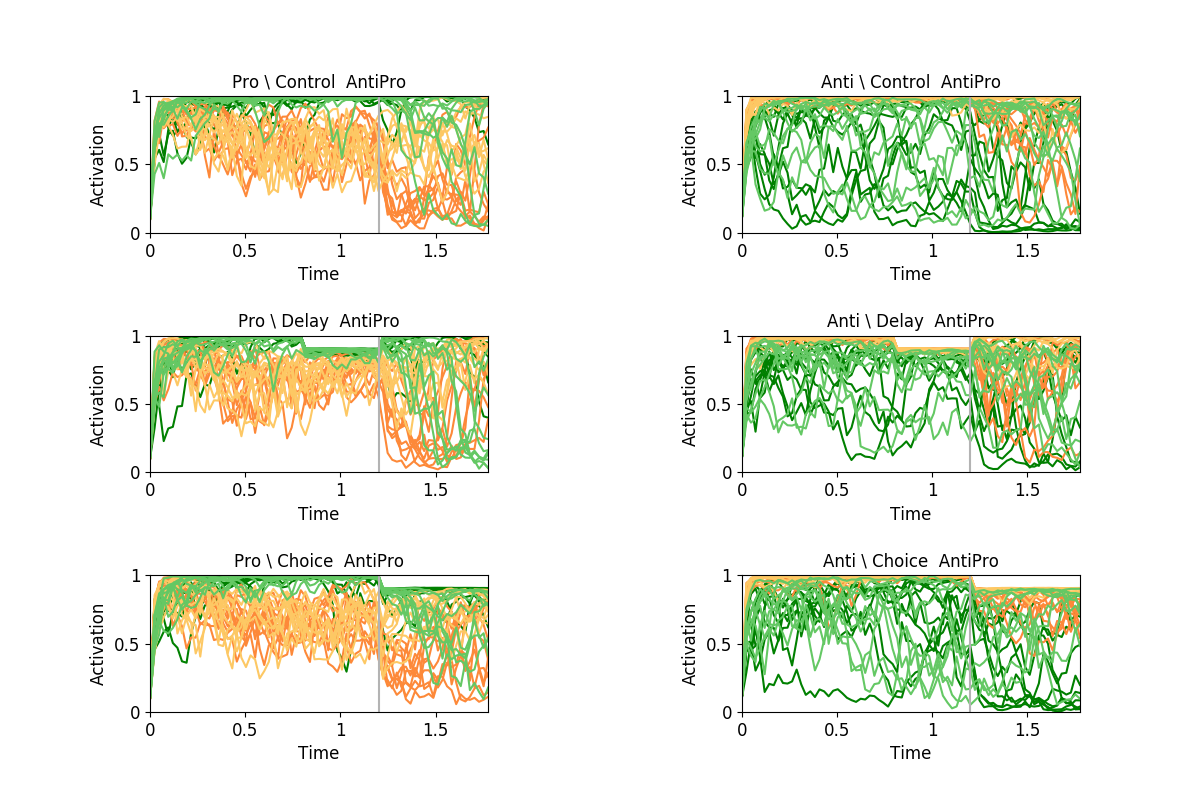 Pro \ Control  AntiPro
1
0.5
0
Activation
0
0.5
1
1.5
Time
Anti \ Control  AntiPro
1
0.5
0
Activation
0
0.5
1
1.5
Time
Pro \ Delay  AntiPro
1
0.5
0
Activation
0
0.5
1
1.5
Time
Anti \ Delay  AntiPro
1
0.5
0
Activation
0
0.5
1
1.5
Time
Pro \ Choice  AntiPro
1
0.5
0
Activation
0
0.5
1
1.5
Time
Anti \ Choice  AntiPro
1
0.5
0
Activation
0
0.5
1
1.5
Time